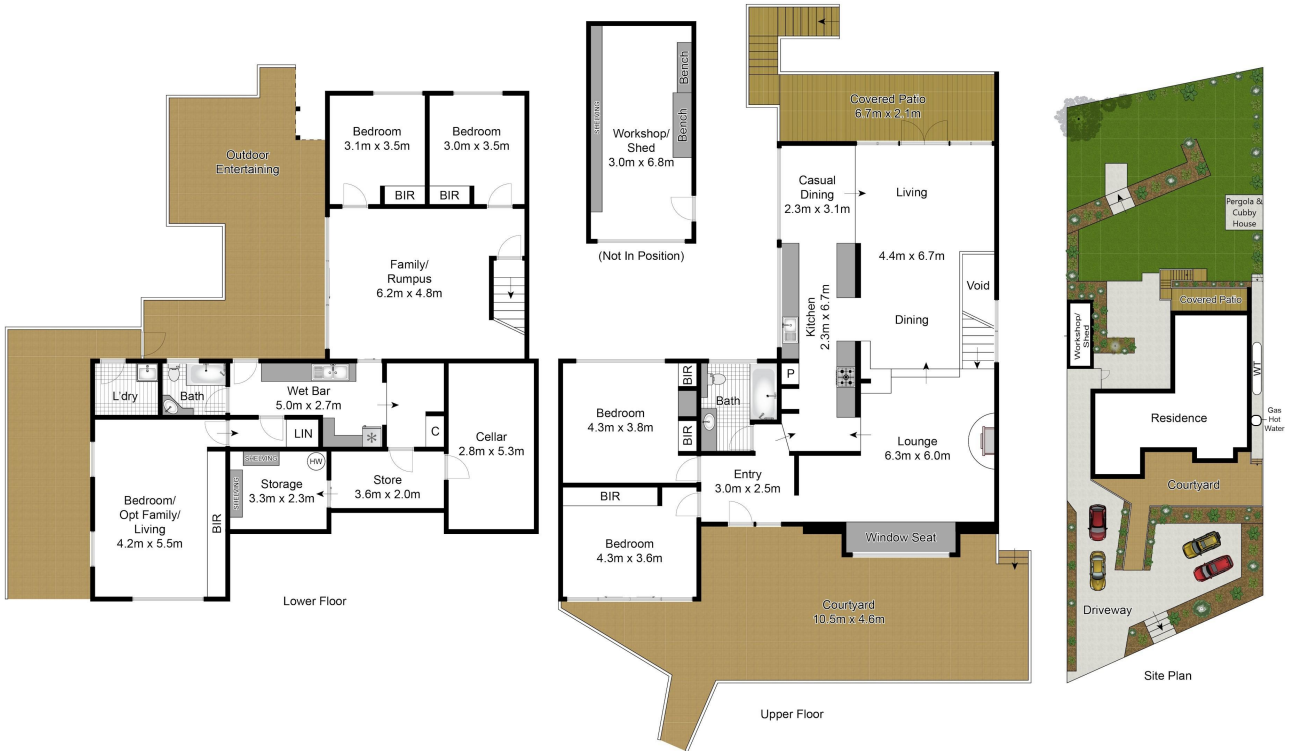 Outdoor
Entertaining
Bedroom
3.1m x 3.5m
Bedroom
3.0m x 3.5m
BIR
BIR
Family/
Rumpus
6.2m x 4.8m
L'dry
Bath
Wet Bar
5.0m x 2.7m
LIN
C
Cellar
2.8m x 5.3m
SHELVING
HW
SHELVING
Storage
3.3m x 2.3m
Store
3.6m x 2.0m
Bedroom/
Opt Family/
Living
4.2m x 5.5m
BIR
Lower Floor
SHELVING
Bench
Bench
Workshop/
Shed
3.0m x 6.8m
(Not In Position)
Covered Patio
6.7m x 2.1m
Casual
Dining
2.3m x 3.1m
Living
4.4m x 6.7m
Dining
Void
Kitchen
2.3m x 6.7m
P
BIR
BIR
Bath
Bedroom
4.3m x 3.8m
Lounge
6.3m x 6.0m
Entry
3.0m x 2.5m
BIR
Bedroom
4.3m x 3.6m
Window Seat
Courtyard
10.5m x 4.6m
Upper Floor
Pergola &
Cubby
House
Covered Patio
Workshop/
Shed
WT
Residence
Gas
Hot
Water
Courtyard
Driveway
Site Plan